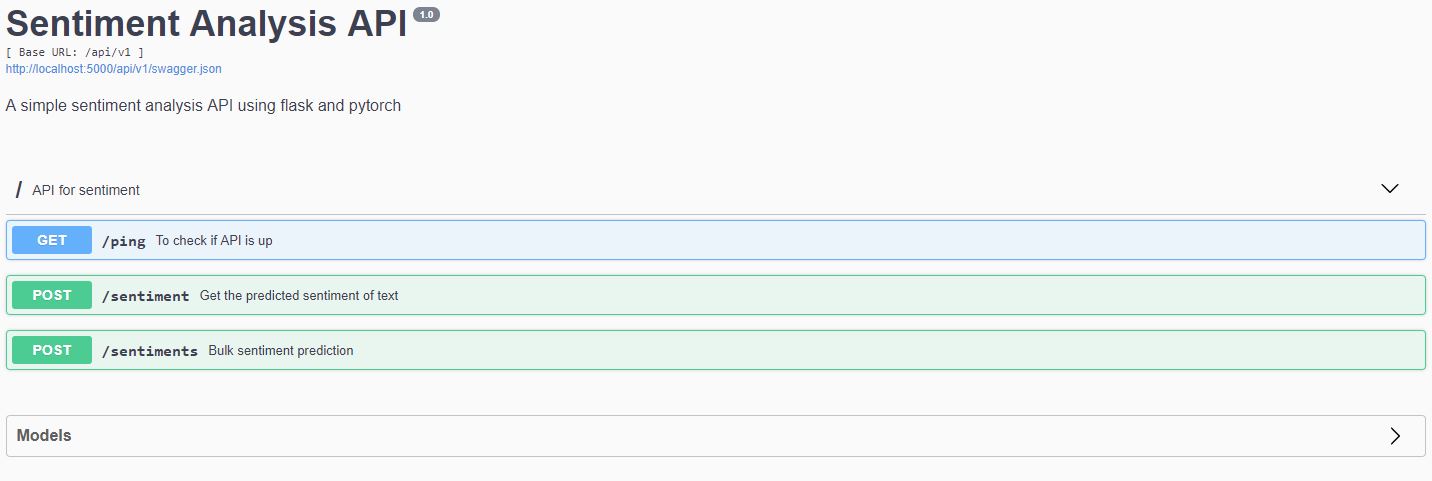 Sentiment Analysis API 1.0
[ Base URL: /api/v1 ]
http://localhost:5000/api/v1/swagger.json
A simple sentiment analysis API using flask and pytorch
/ API for sentiment
GET /ping To check if API is up
POST /sentiment Get the predicted sentiment of text
POST /sentiments Bulk sentiment prediction
Models